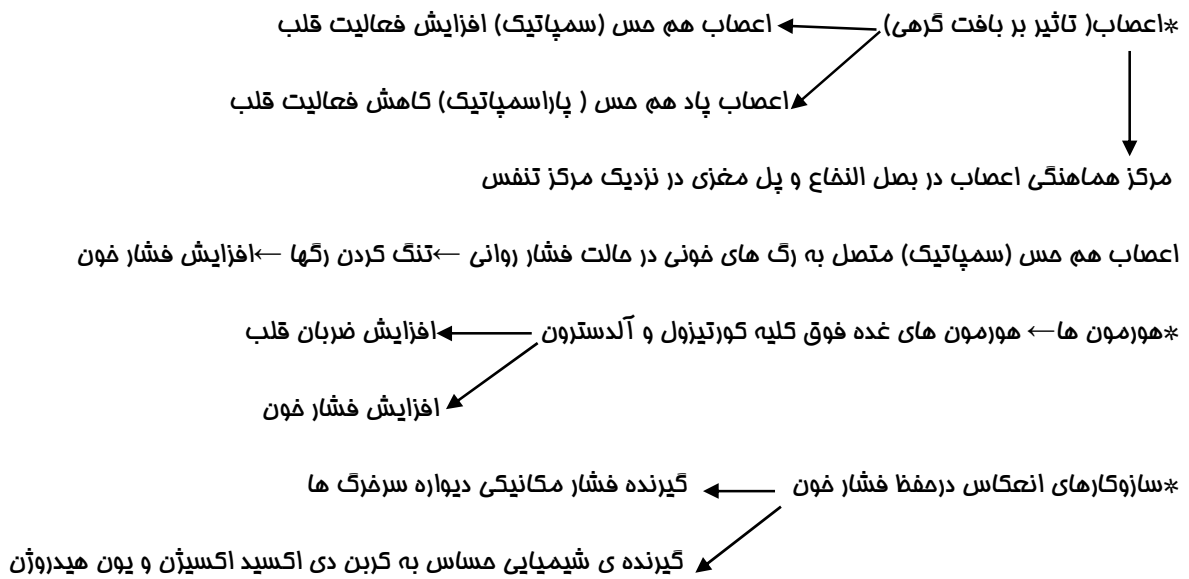 *اعصاب( تاثیر بر بافت گرهی) اعصاب هم حس (سمپاتیک) افزایش فعالیت قلب
اعصاب پاد هم حس ( پاراسمپاتیک) کاهش فعالیت قلب
مرکز هماهنگی اعصاب در بصل النخاع و پل مغزی در نزدیک مرکز تنفس
اعصاب هم حس (سمپاتیک) متصل به رگ های خونی در حالت فشار روانی ←تنگ کردن رگها ←افزایش فشار خون
*هورمون ها← هورمون های غده فوق کلیه کورتیزول و آلدسترون افزایش ضربان قلب
افزایش فشار خون
*سازوکارهای انعکاس درحفظ فشار خون گیرنده فشار مکانیکی دیواره سرخرگ ها
گیرنده ی شیمیایی حساس به کربن دی اکسید اکسیژن و یون هیدروژن